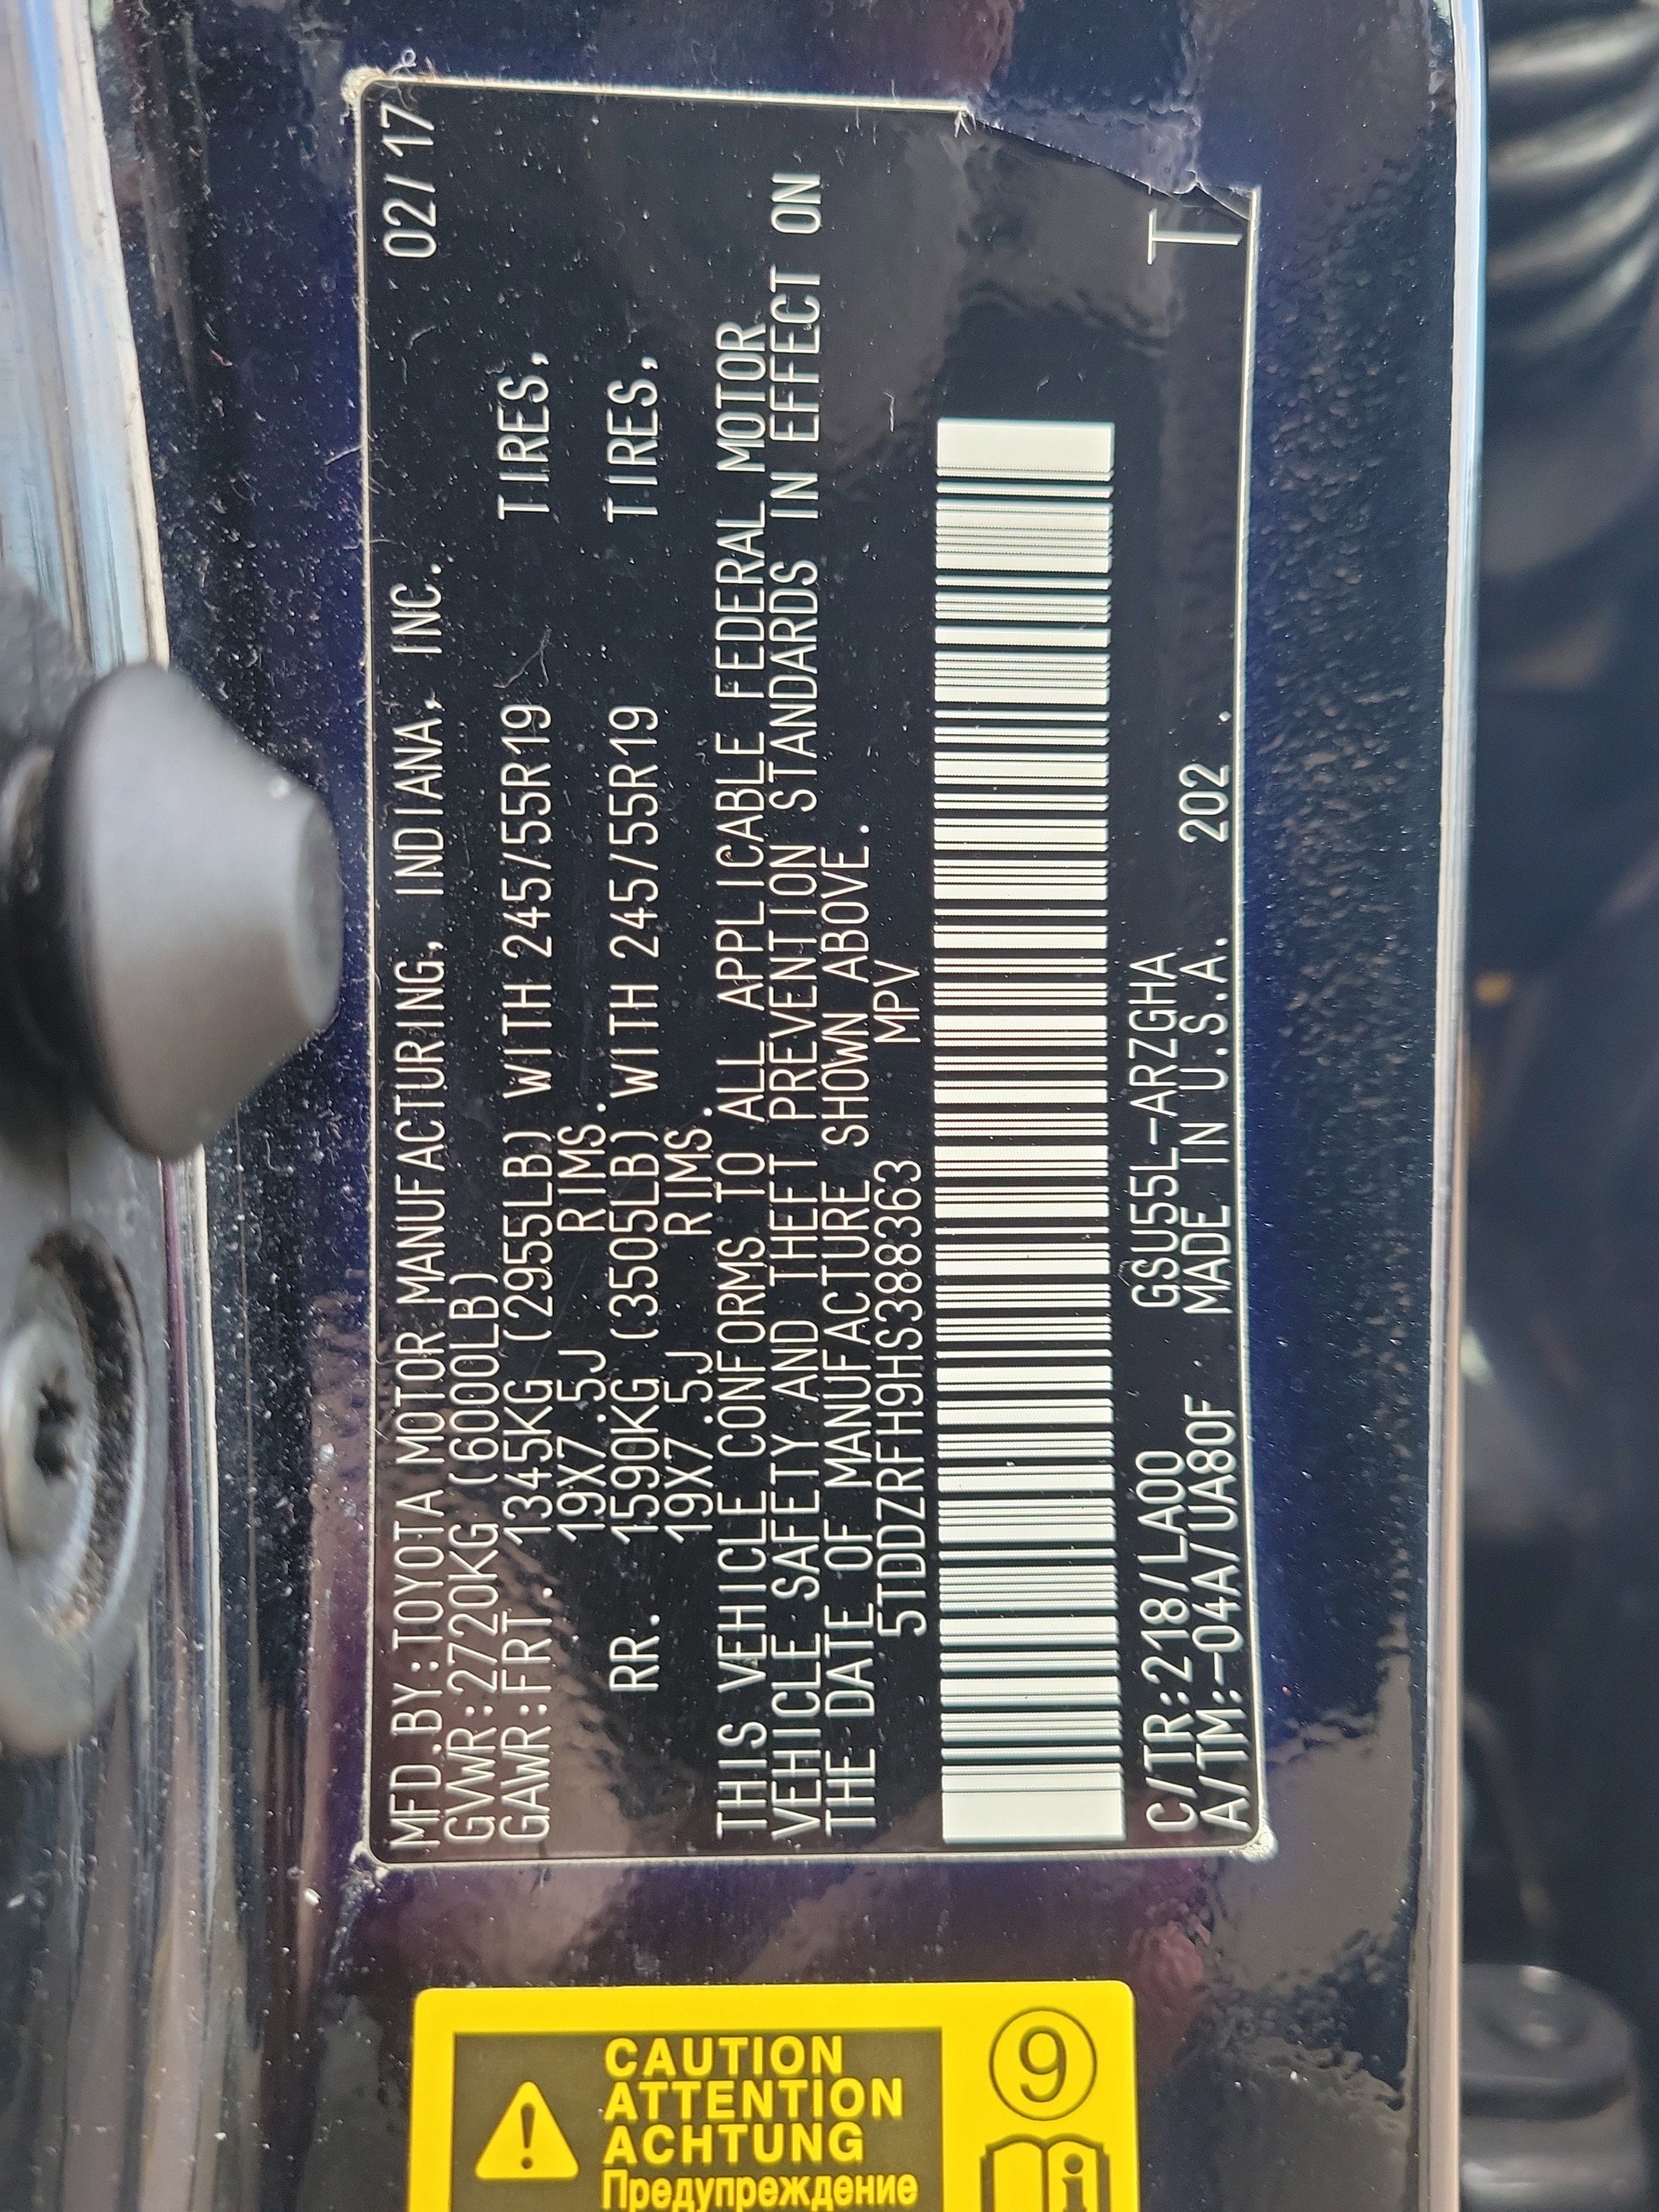 MFD.BY:TOYOTA MOTOR MANUFACTURING, INDIANA, INC. 02/17
GVWR:2720KG (6000LB)
GAWR:FRT. 1345KG (2955LB) WITH 245/55R19 TIRES,
19X7.5J RIMS.
RR. 1590KG (3505LB) WITH 245/55R19 TIRES,
19X7.5J RIMS.
THIS VEHICLE CONFORMS TO ALL APPLICABLE FEDERAL MOTOR
VEHICLE SAFETY AND THEFT PREVENTION STANDARDS IN EFFECT ON
THE DATE OF MANUFACTURE SHOWN ABOVE.
5TDDZRFH9HS388363 MPV
C/TR:218/LA00 GSU55L-ARZGHA T
A/TM:-04A/UA80F MADE IN U.S.A. 202
CAUTION
ATTENTION
ACHTUNG
Предупреждение
9
i